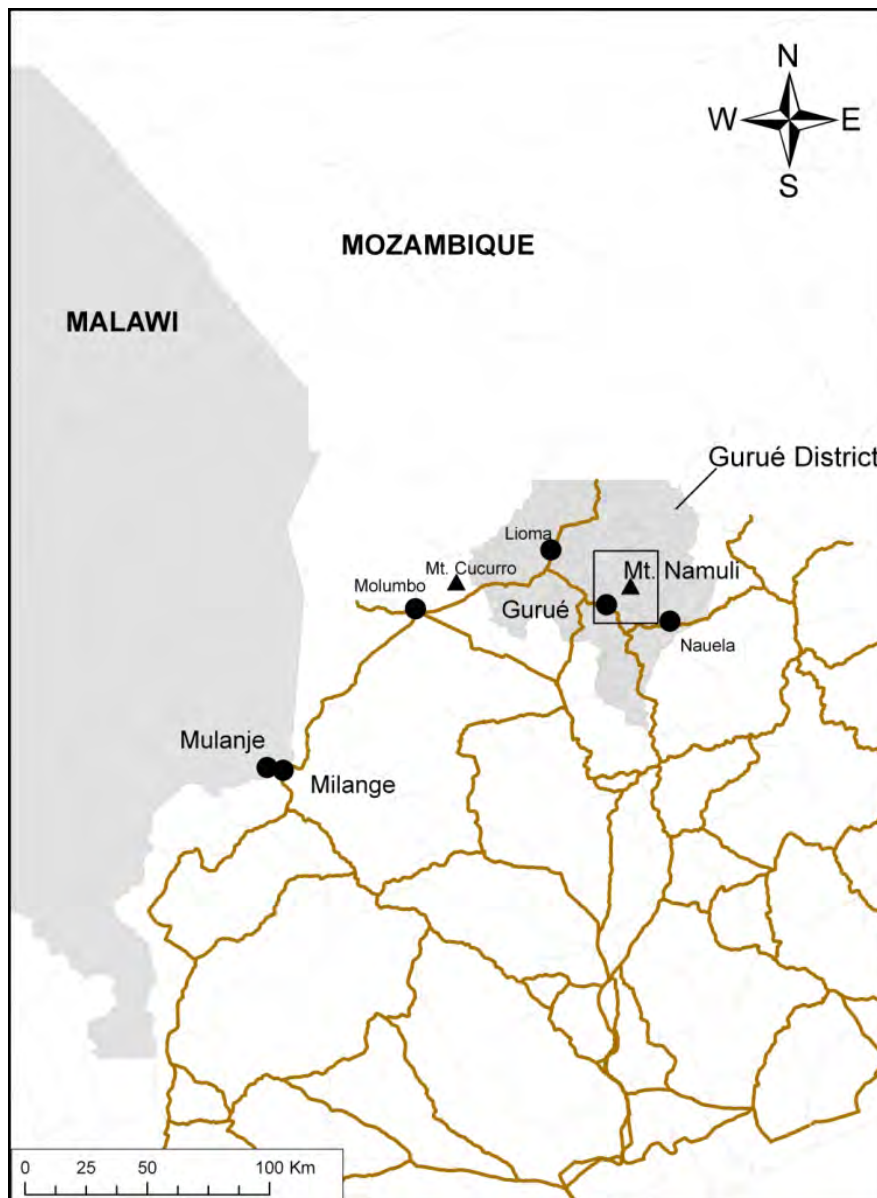 N
W E
S
MOZAMBIQUE
MALAWI
Gurué District
Lioma
Mt. Cucurro
Mt. Namuli
Molumbo
Gurué
Nauela
Mulanje
Milange
0 25 50 100 Km